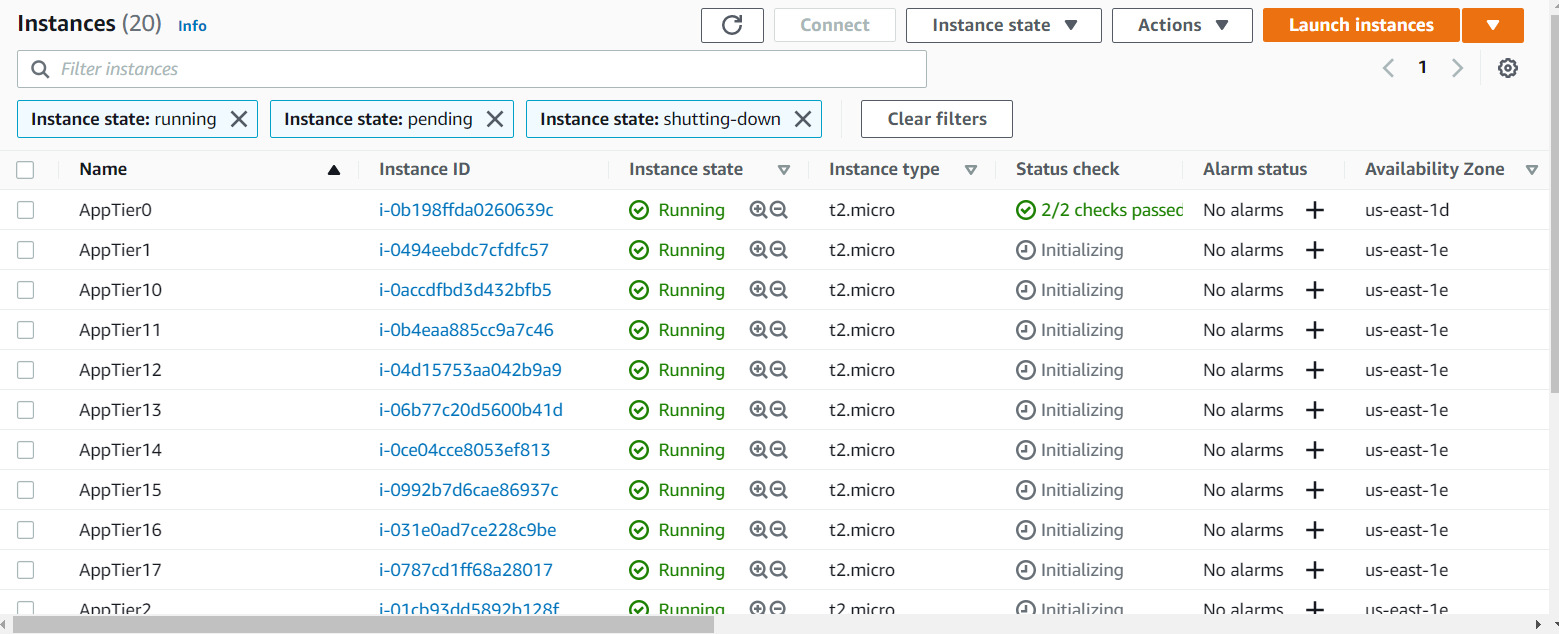 Instances (20) Info Connect Instance state Actions Launch instances
Filter instances 1
Instance state: running Instance state: pending Instance state: shutting-down Clear filters
Name Instance ID Instance state Instance type Status check Alarm status Availability Zone
AppTier0 i-0b198ffda0260639c Running t2.micro 2/2 checks passed No alarms us-east-1d
AppTier1 i-0494eebdc7cfdfc57 Running t2.micro Initializing No alarms us-east-1e
AppTier10 i-0accdfbd3d432bfb5 Running t2.micro Initializing No alarms us-east-1e
AppTier11 i-0b4eaa885cc9a7c46 Running t2.micro Initializing No alarms us-east-1e
AppTier12 i-04d15753aa042b9a9 Running t2.micro Initializing No alarms us-east-1e
AppTier13 i-06b77c20d5600b41d Running t2.micro Initializing No alarms us-east-1e
AppTier14 i-0ce04cce8053ef813 Running t2.micro Initializing No alarms us-east-1e
AppTier15 i-0992b7d6cae86937c Running t2.micro Initializing No alarms us-east-1e
AppTier16 i-031e0ad7ce228c9be Running t2.micro Initializing No alarms us-east-1e
AppTier17 i-0787cd1ff68a28017 Running t2.micro Initializing No alarms us-east-1e
AppTier2 i-01cb93dd5892b128f Running t2.micro Initializing No alarms us-east-1e